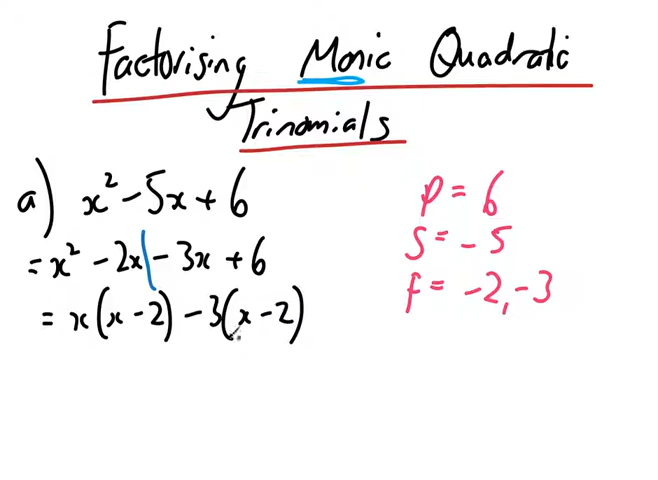 Factorising Monic Quadratic
Trinomials
a) x² - 5x + 6
= x² - 2x - 3x + 6
= x(x - 2) - 3(x - 2)
P = 6
S = -5
F = -2, -3